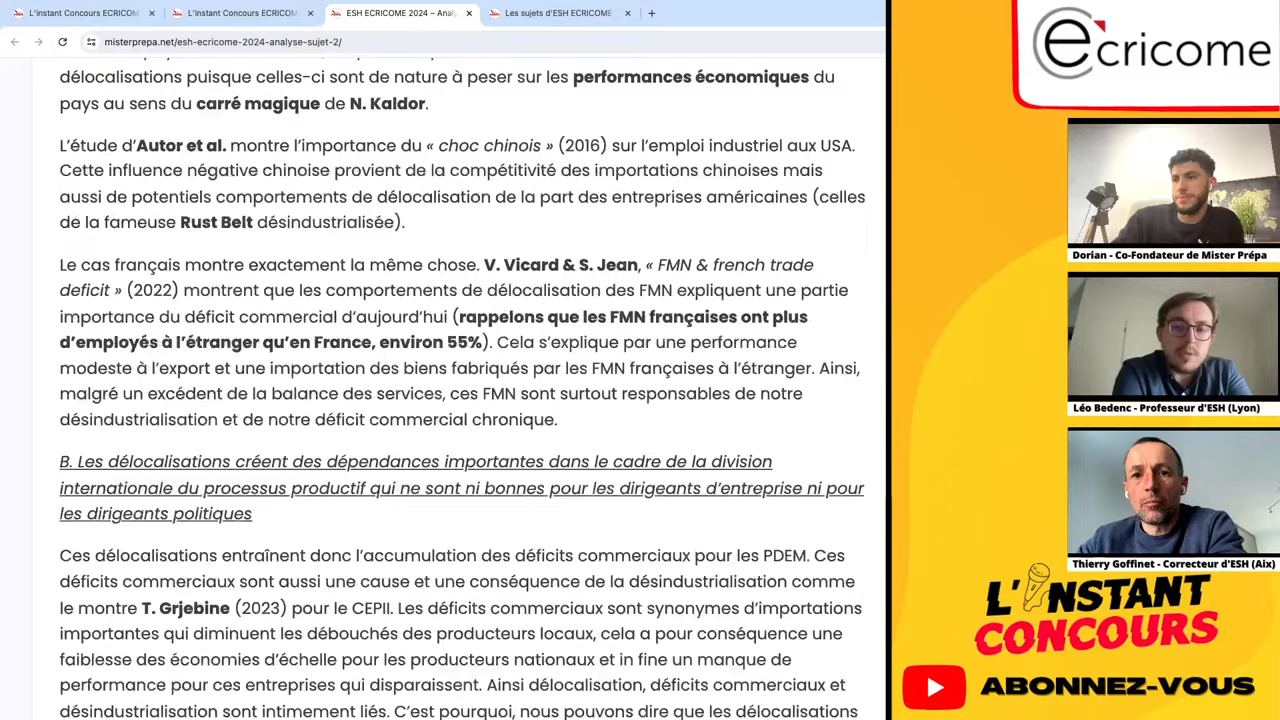 L'instant Concours ECRICOM
L'instant Concours ECRICOM
ESH ECRICOME 2024 – Analy
Les sujets d'ESH ECRICOME
misterprepa.net/esh-ecricome-2024-analyse-sujet-2/
délocalisations puisque celles-ci sont de nature à peser sur les performances économiques du
pays au sens du carré magique de N. Kaldor.
L'étude d'Autor et al. montre l'importance du « choc chinois » (2016) sur l'emploi industriel aux USA.
Cette influence négative chinoise provient de la compétitivité des importations chinoises mais
aussi de potentiels comportements de délocalisation de la part des entreprises américaines (celles
de la fameuse Rust Belt désindustrialisée).
Le cas français montre exactement la même chose. V. Vicard & S. Jean, « FMN & french trade
deficit » (2022) montrent que les comportements de délocalisation des FMN expliquent une partie
importante du déficit commercial d'aujourd'hui (rappelons que les FMN françaises ont plus
d'employés à l'étranger qu'en France, environ 55%). Cela s'explique par une performance
modeste à l'export et une importation des biens fabriqués par les FMN françaises à l'étranger. Ainsi,
malgré un excédent de la balance des services, ces FMN sont surtout responsables de notre
désindustrialisation et de notre déficit commercial chronique.
B. Les délocalisations créent des dépendances importantes dans le cadre de la division
internationale du processus productif qui ne sont ni bonnes pour les dirigeants d'entreprise ni pour
les dirigeants politiques
Ces délocalisations entraînent donc l'accumulation des déficits commerciaux pour les PDEM. Ces
déficits commerciaux sont aussi une cause et une conséquence de la désindustrialisation comme
le montre T. Grjebine (2023) pour le CEPII. Les déficits commerciaux sont synonymes d'importations
importantes qui diminuent les débouchés des producteurs locaux, cela a pour conséquence une
faiblesse des économies d'échelle pour les producteurs nationaux et in fine un manque de
performance pour ces entreprises qui disparaissent. Ainsi délocalisation, déficits commerciaux et
désindustrialisation sont intimement liés. C'est pourquoi, nous pouvons dire que les délocalisations
écricome
Dorian - Co-Fondateur de Mister Prépa
Léo Bedenc - Professeur d'ESH (Lyon)
Thierry Goffinet - Correcteur d'ESH (Aix)
L'INSTANT
CONCOURS
ABONNEZ-VOUS